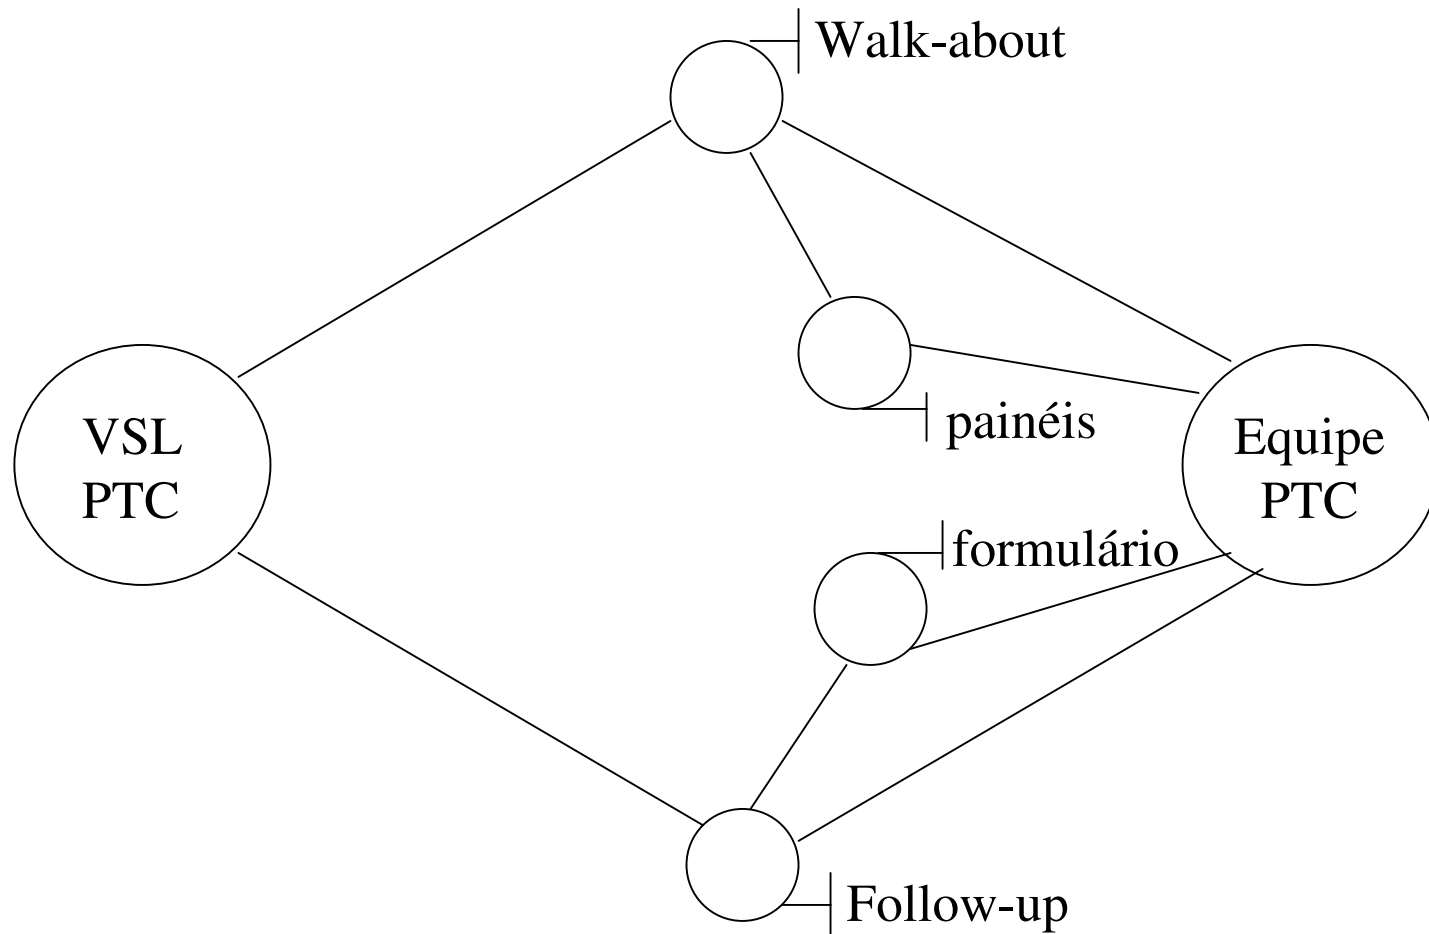 Walk-about
painéis
VSL
PTC
Equipe
PTC
formulário
Follow-up